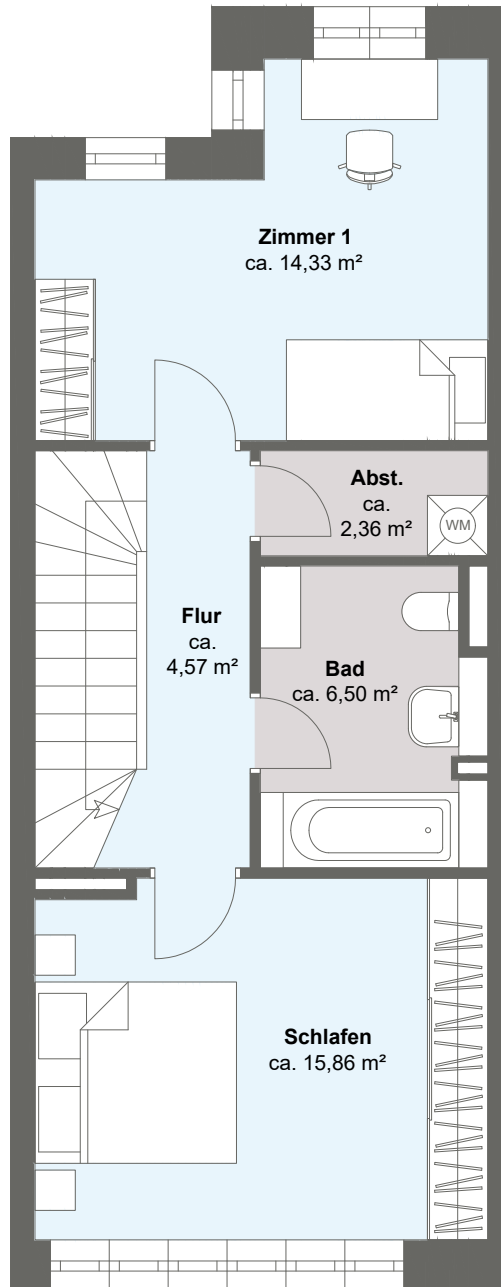 Zimmer 1
ca. 14,33 m²
Abst.
ca.
2,36 m²
WM
Flur
ca.
4,57 m²
Bad
ca. 6,50 m²
Schlafen
ca. 15,86 m²